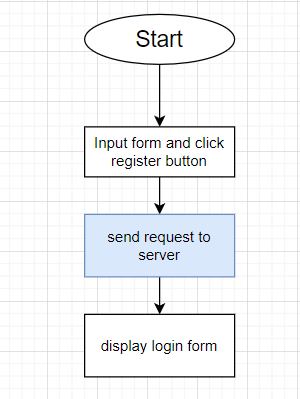 Start
Input form and click
register button
send request to
server
display login form